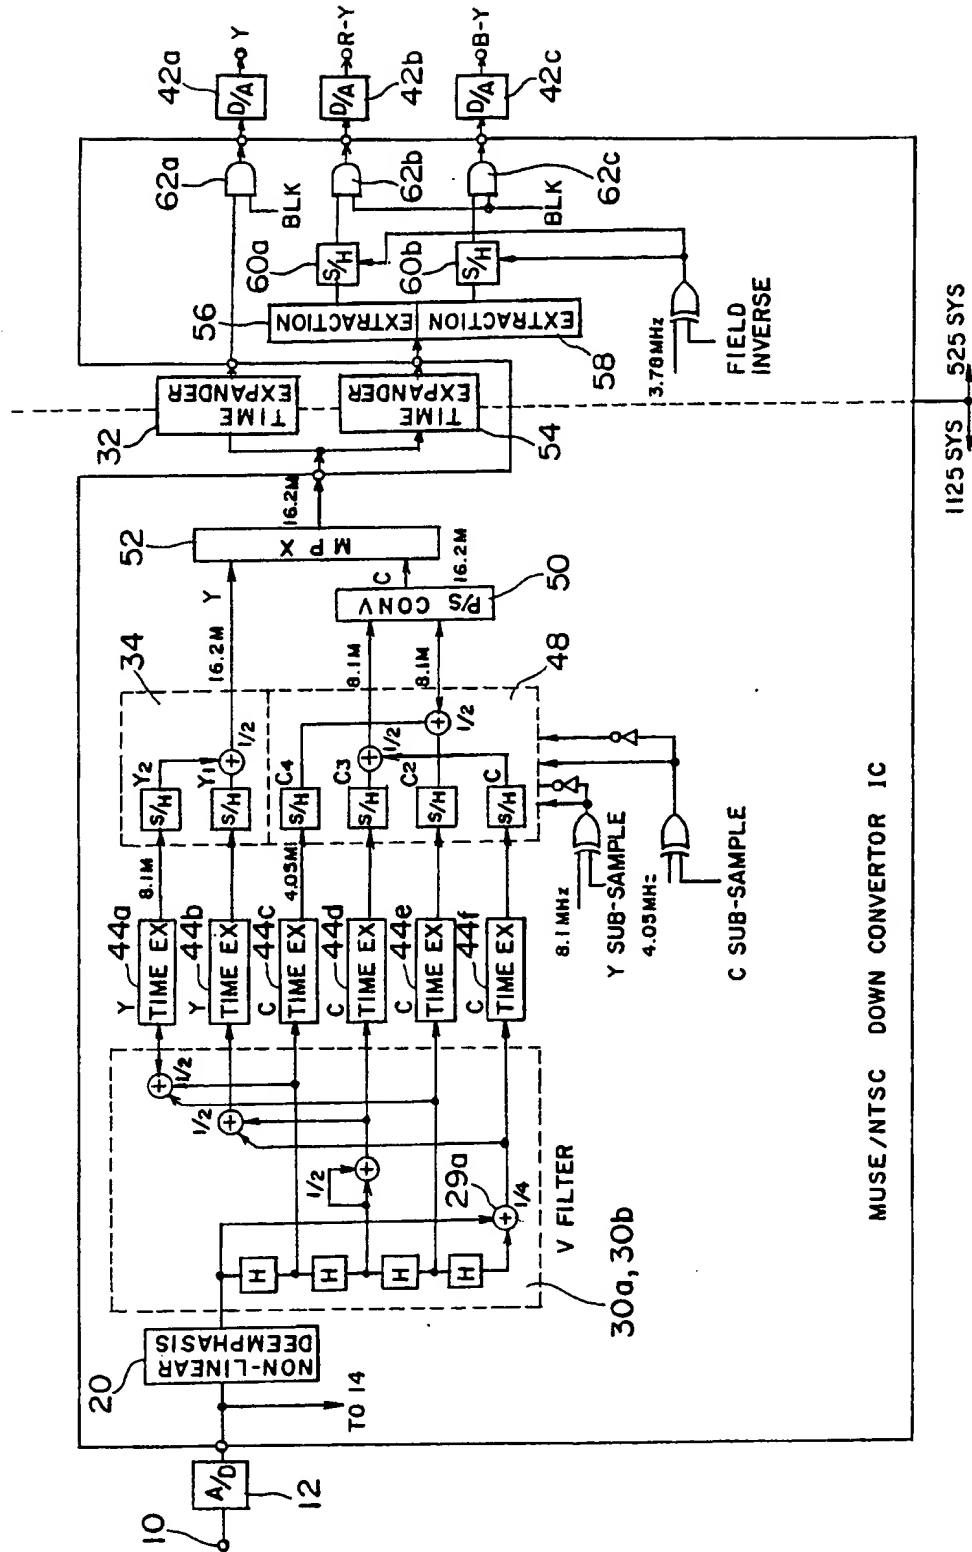 10
A/D
12
TO 14
20
NON-LINEAR
DEEMPHASIS
H
H
H
H
29a
1/4
1/2
1/2
1/2
V FILTER
30a, 30b
Y
44a
TIME EX
Y
44b
TIME EX
C
44c
TIME EX
C
44d
TIME EX
C
44e
TIME EX
C
44f
TIME EX
8.1M
4.05M
S/H
Y2
S/H
Y1
S/H
C4
S/H
C3
S/H
C2
S/H
C
1/2
1/2
1/2
34
48
8.1MHz
Y SUB-SAMPLE
4.05MHz
C SUB-SAMPLE
16.2M
Y
8.1M
8.1M
P/S
CONV
50
C
16.2M
MPX
52
16.2M
32
TIME
EXPANDER
TIME
EXPANDER
54
56
EXTRACTION
EXTRACTION
EXTRACTION
58
3.78MHz
FIELD
INVERSE
60a
S/H
60b
S/H
BLK
BLK
62a
62b
62c
42a
D/A
Y
42b
D/A
R-Y
42c
D/A
B-Y
1125 SYS
525 SYS
MUSE/NTSC DOWN CONVERTOR IC